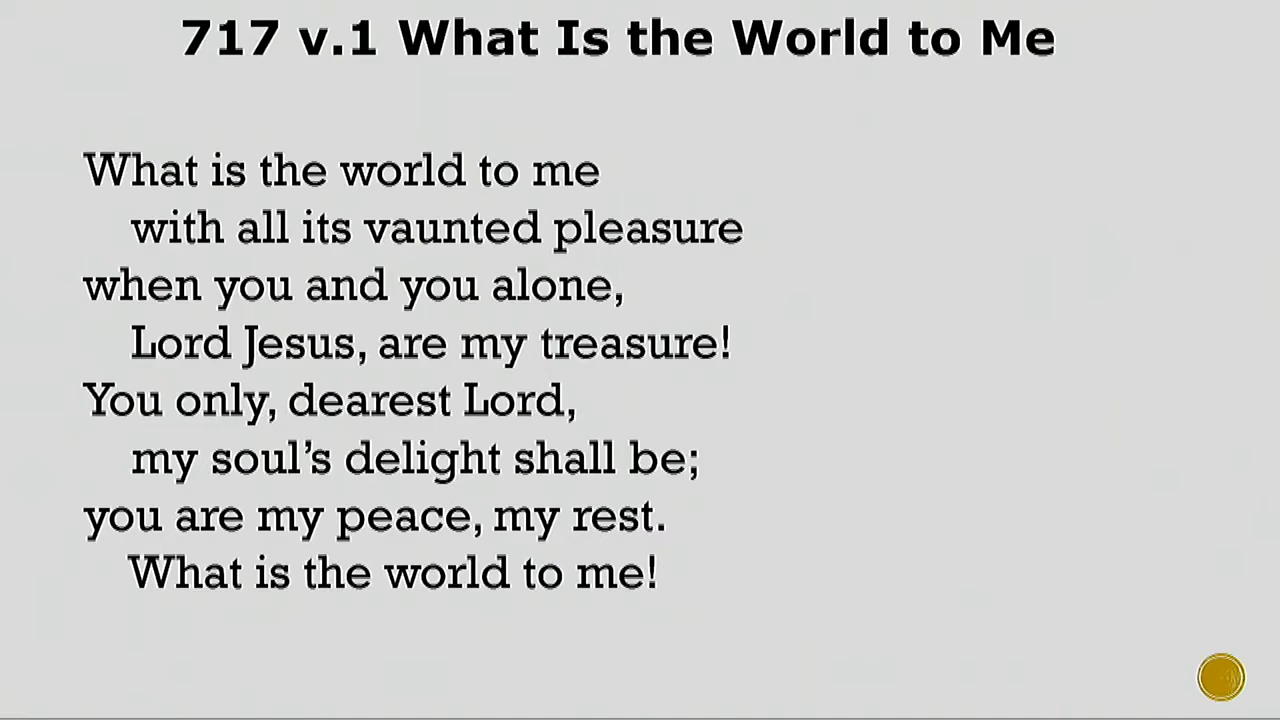 717 v.1 What Is the World to Me
What is the world to me
with all its vaunted pleasure
when you and you alone,
Lord Jesus, are my treasure!
You only, dearest Lord,
my soul’s delight shall be;
you are my peace, my rest.
What is the world to me!